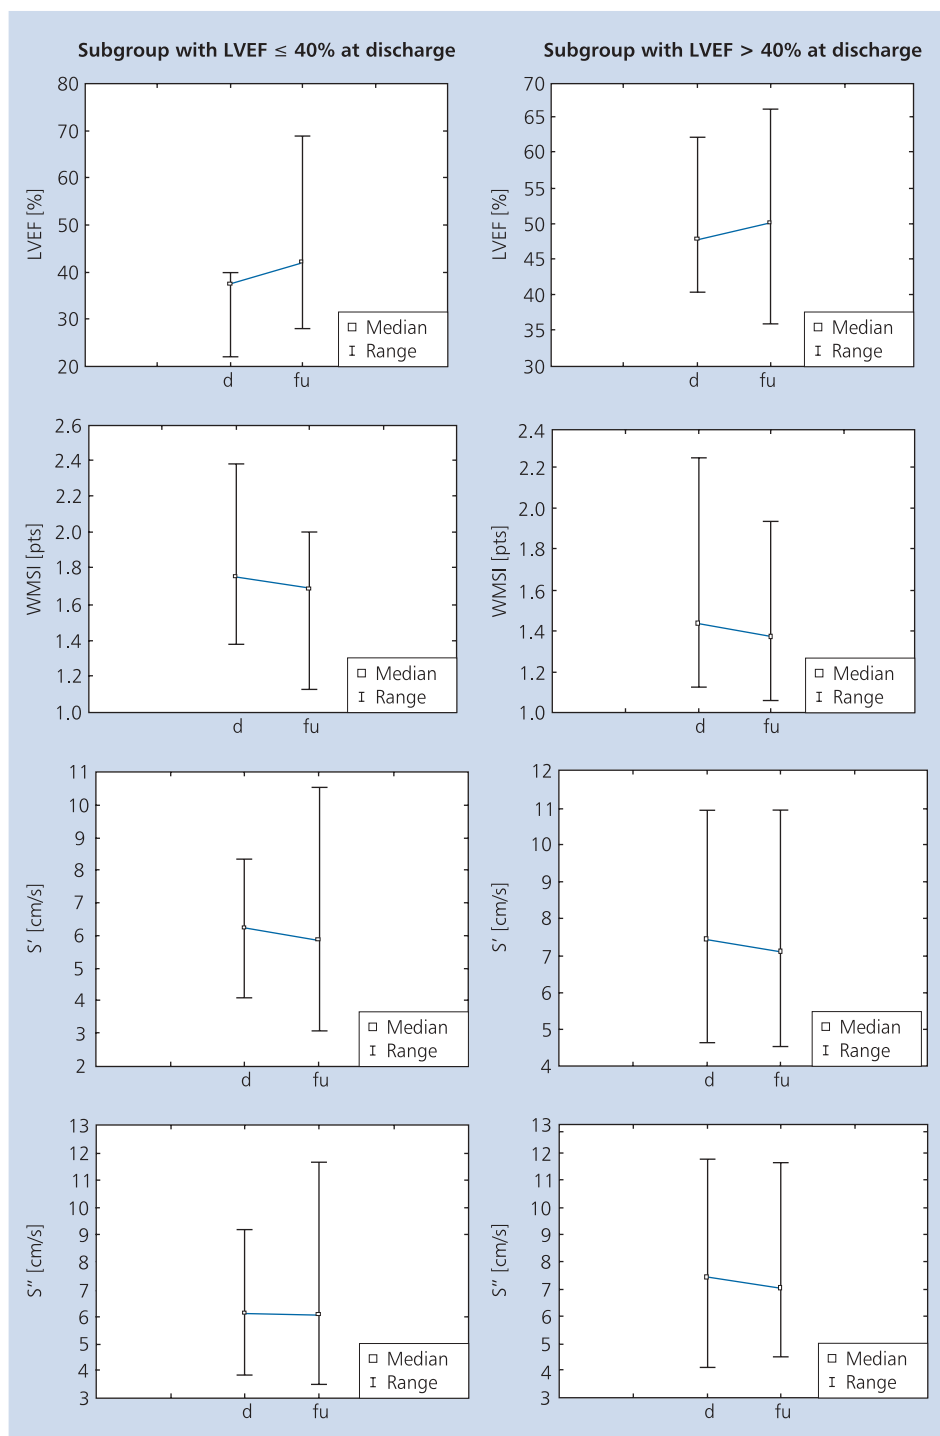 Subgroup with LVEF ≤ 40% at discharge
LVEF [%]
80
70
60
50
40
30
20
d fu
Median
Range
Subgroup with LVEF > 40% at discharge
LVEF [%]
70
65
60
55
50
45
40
35
30
d fu
Median
Range
WMSI [pts]
2.6
2.4
2.2
2.0
1.8
1.6
1.4
1.2
1.0
d fu
Median
Range
WMSI [pts]
2.4
2.2
2.0
1.8
1.6
1.4
1.2
1.0
d fu
Median
Range
S′ [cm/s]
11
10
9
8
7
6
5
4
3
2
d fu
Median
Range
S′ [cm/s]
12
11
10
9
8
7
6
5
4
d fu
Median
Range
S″ [cm/s]
13
12
11
10
9
8
7
6
5
4
3
d fu
Median
Range
S″ [cm/s]
13
12
11
10
9
8
7
6
5
4
3
d fu
Median
Range